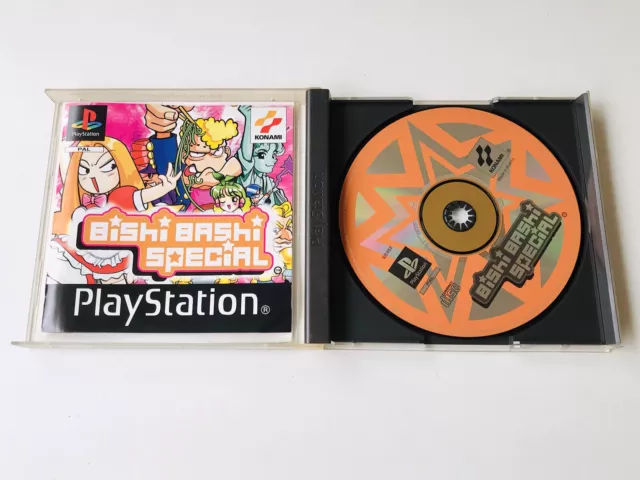 PlayStation
PAL
KONAMI
BiSHi BASHi
SPECiAL
PlayStation®
KONAMI
BiSHi BASHi
SPECiAL
PlayStation